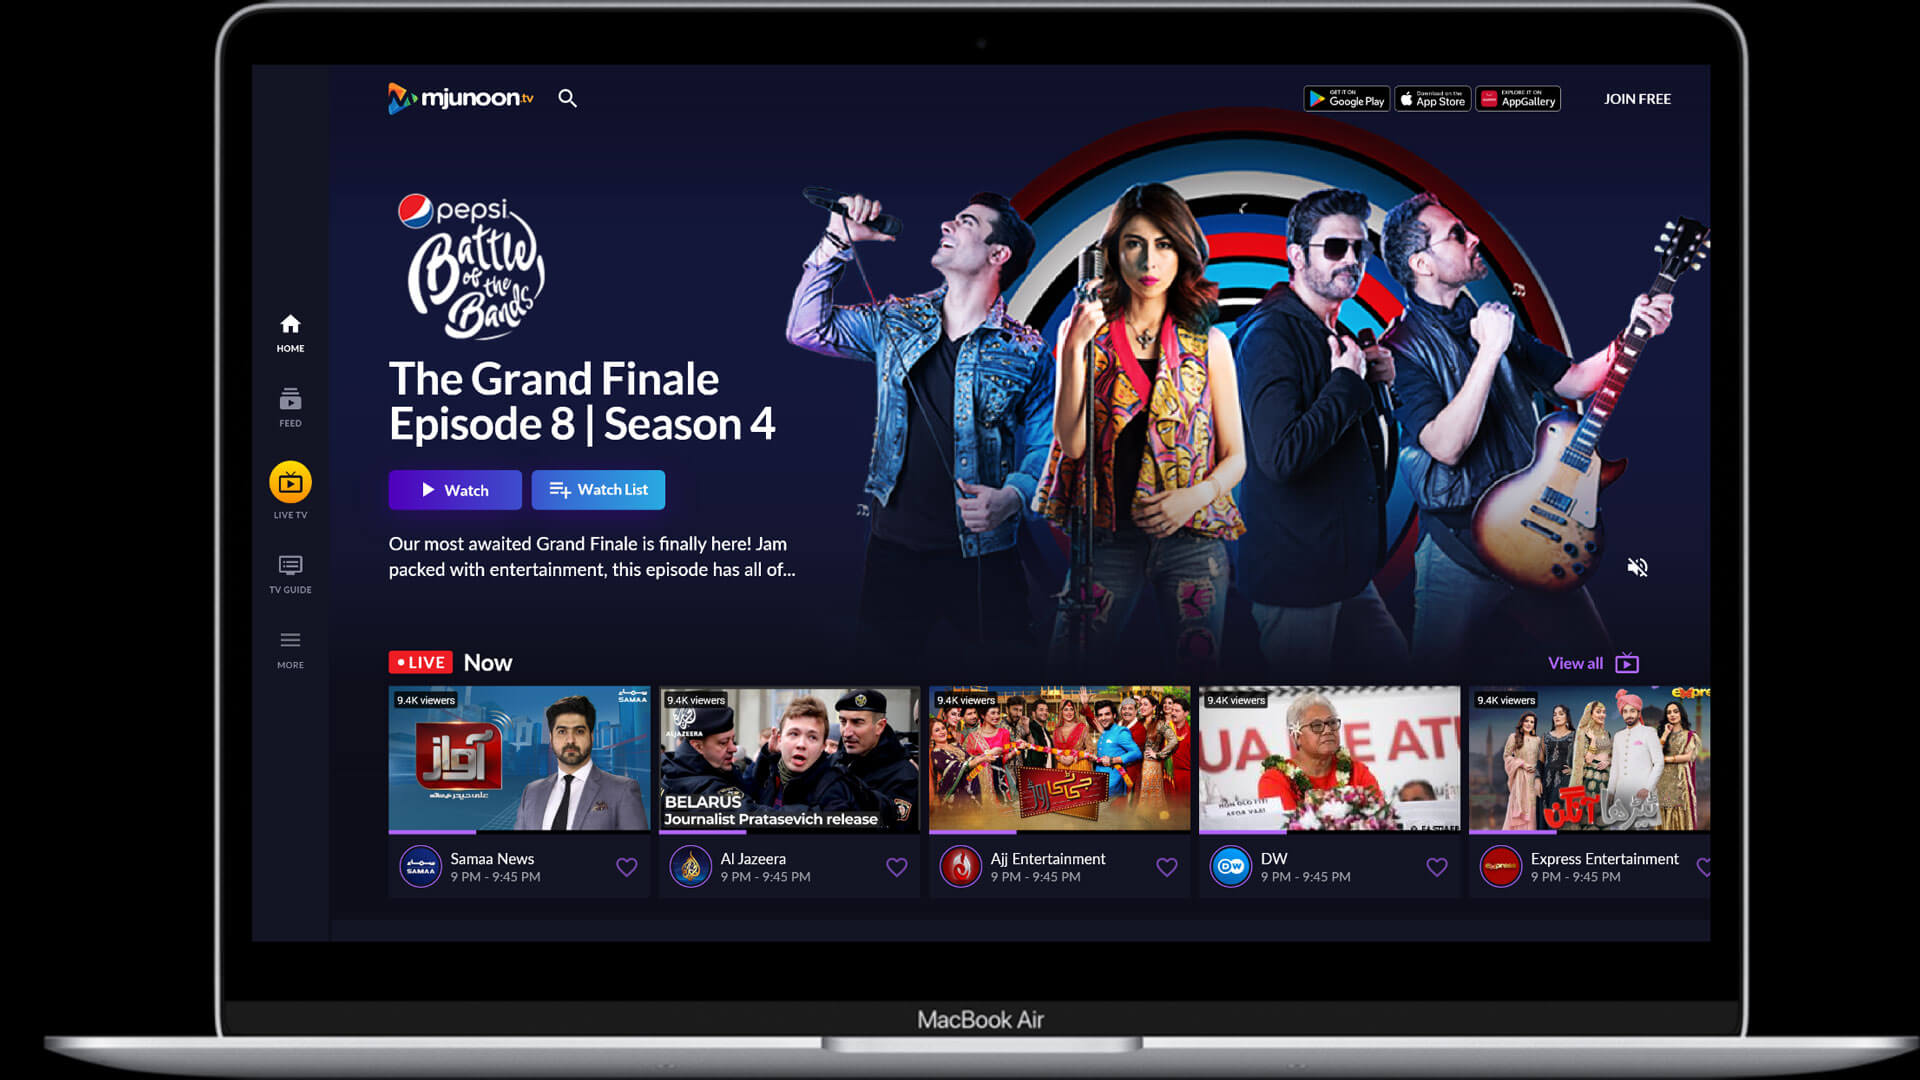 mjunoon.tv
GET IT ON
Google Play
Download on the
App Store
EXPLORE IT ON
AppGallery
JOIN FREE
pepsi
Battle
of the
Bands
The Grand Finale
Episode 8 | Season 4
Watch
Watch List
Our most awaited Grand Finale is finally here! Jam
packed with entertainment, this episode has all of...
HOME
FEED
LIVE TV
TV GUIDE
MORE
LIVE Now
View all
9.4K viewers
SAMAA
آواز
SAMAA
Samaa News
9 PM - 9:45 PM
9.4K viewers
ALJAZEERA
BELARUS
Journalist Pratasevich release
Al Jazeera
9 PM - 9:45 PM
9.4K viewers
Ajj Entertainment
9 PM - 9:45 PM
9.4K viewers
DW
DW
9 PM - 9:45 PM
9.4K viewers
expre
ٹیڑھا آنگن
express
Express Entertainment
9 PM - 9:45 PM
MacBook Air